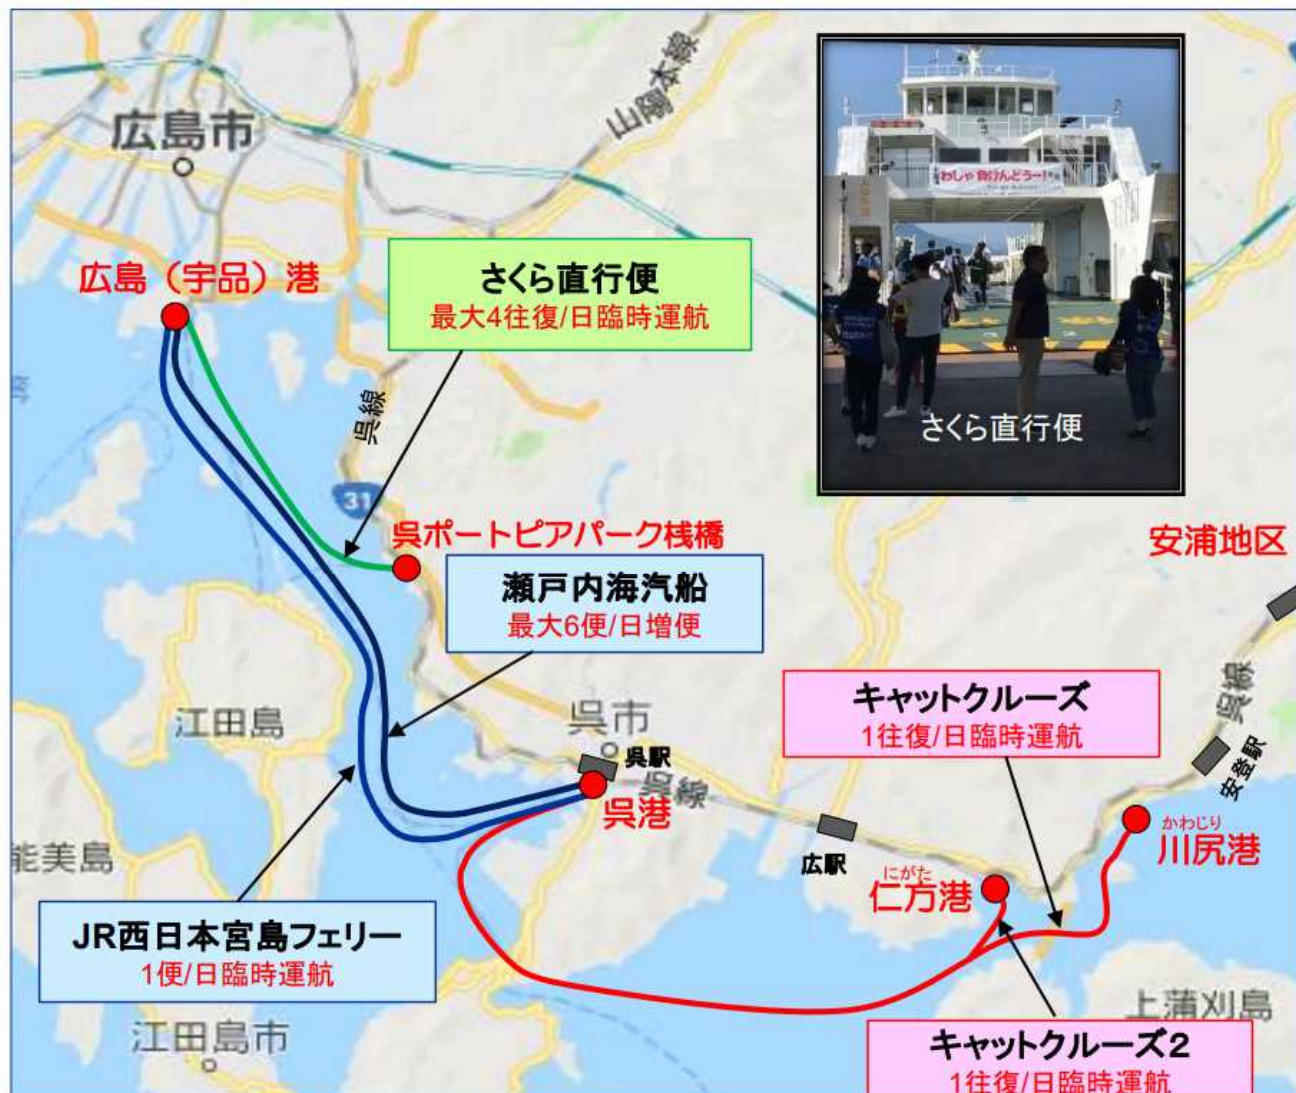 広島市
山陽本線
わしゃ 負けんどうー!
さくら直行便
広島（宇品）港
さくら直行便
最大4往復/日臨時運航
呉線
31
呉ポートピアパーク桟橋
安浦地区
瀬戸内海汽船
最大6便/日増便
キャットクルーズ
1往復/日臨時運航
江田島
呉市
呉駅
呉線
呉線
安登駅
呉港
広駅
かわじり
川尻港
にがた
仁方港
能美島
JR西日本宮島フェリー
1便/日臨時運航
上蒲刈島
江田島市
キャットクルーズ2
1往復/日臨時運航